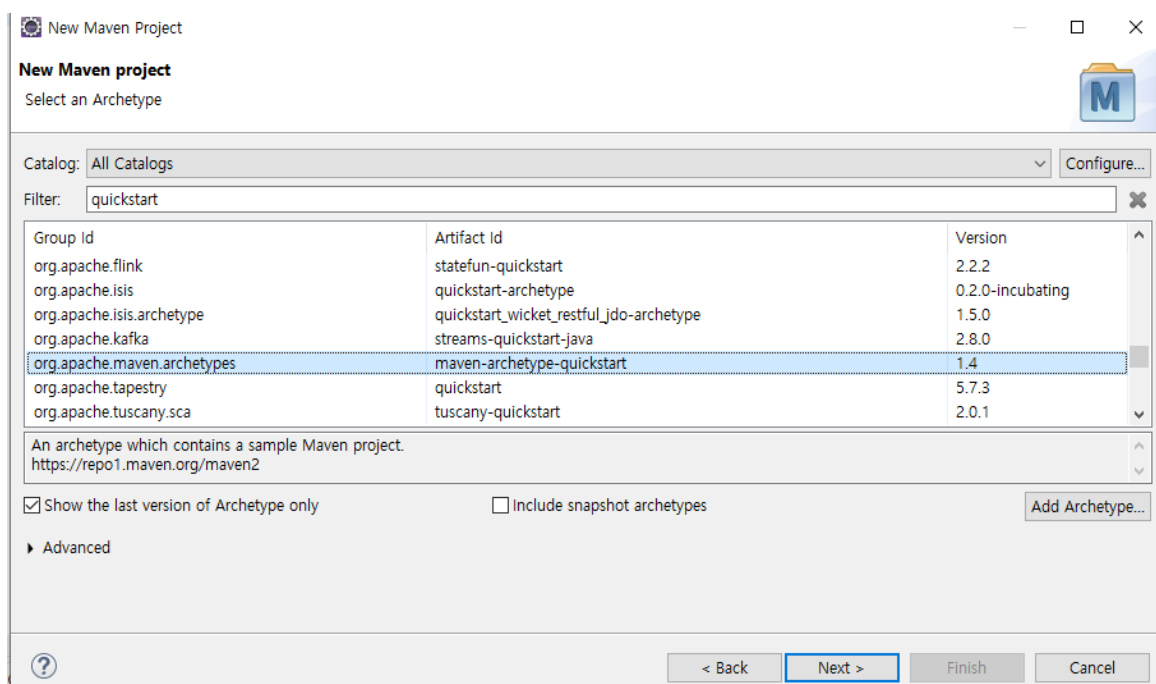 New Maven Project
New Maven project
Select an Archetype
M
Catalog: All Catalogs Configure...
Filter: quickstart
Group Id Artifact Id Version
org.apache.flink statefun-quickstart 2.2.2
org.apache.isis quickstart-archetype 0.2.0-incubating
org.apache.isis.archetype quickstart_wicket_restful_jdo-archetype 1.5.0
org.apache.kafka streams-quickstart-java 2.8.0
org.apache.maven.archetypes maven-archetype-quickstart 1.4
org.apache.tapestry quickstart 5.7.3
org.apache.tuscany.sca tuscany-quickstart 2.0.1
An archetype which contains a sample Maven project.
https://repo1.maven.org/maven2
Show the last version of Archetype only Include snapshot archetypes Add Archetype...
Advanced
? < Back Next > Finish Cancel